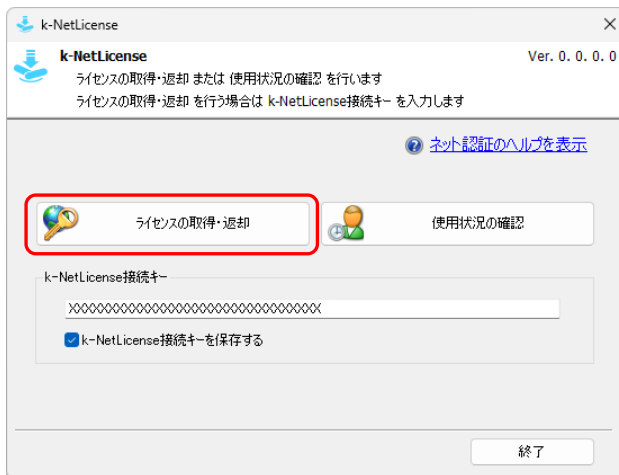 k-NetLicense
k-NetLicense
Ver. 0. 0. 0. 0
ライセンスの取得・返却 または 使用状況の確認 を行います
ライセンスの取得・返却 を行う場合は k-NetLicense接続キー を入力します
ネット認証のヘルプを表示
ライセンスの取得・返却
使用状況の確認
k-NetLicense接続キー
XXXXXXXXXXXXXXXXXXXXXXXXXXXXXXXX
k-NetLicense接続キーを保存する
終了